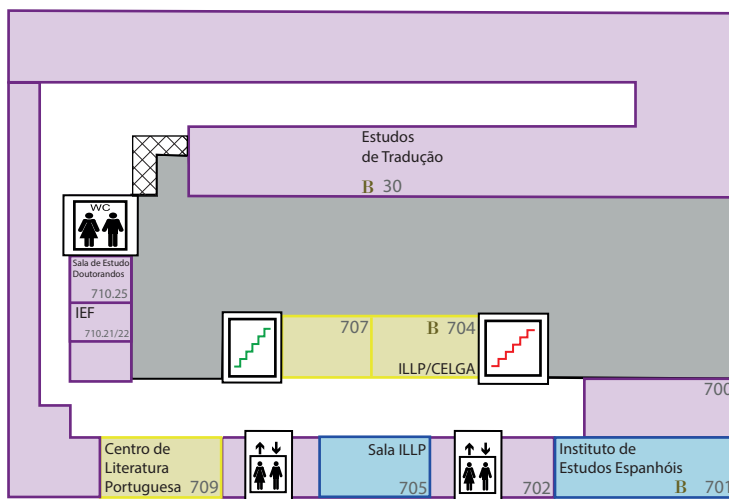 Estudos
de Tradução
B 30
WC
Sala de Estudo
Doutorandos
710.25
IEF
710.21/22
707
B 704
ILLP/CELGA
700
Centro de
Literatura
Portuguesa 709
Sala ILLP
705
702
Instituto de
Estudos Espanhóis
B 701